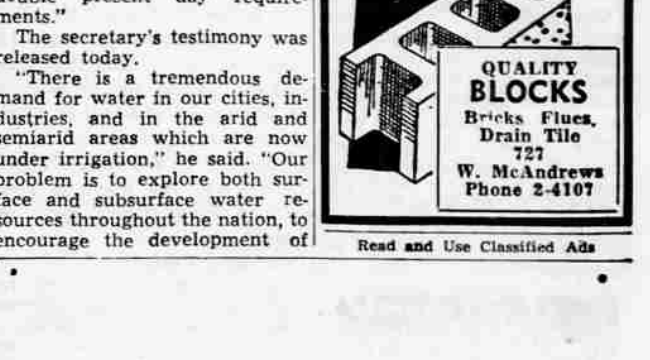 present day require-
ments."
The secretary's testimony was
released today.
"There is a tremendous de-
mand for water in our cities, in-
dustries, and in the arid and
semiarid areas which are now
under irrigation," he said. "Our
problem is to explore both sur-
face and subsurface water re-
sources throughout the nation, to
encourage the development of
QUALITY
BLOCKS
Bricks Flues,
Drain Tile
727
W. McAndrews
Phone 2-4107
Read and Use Classified Ads